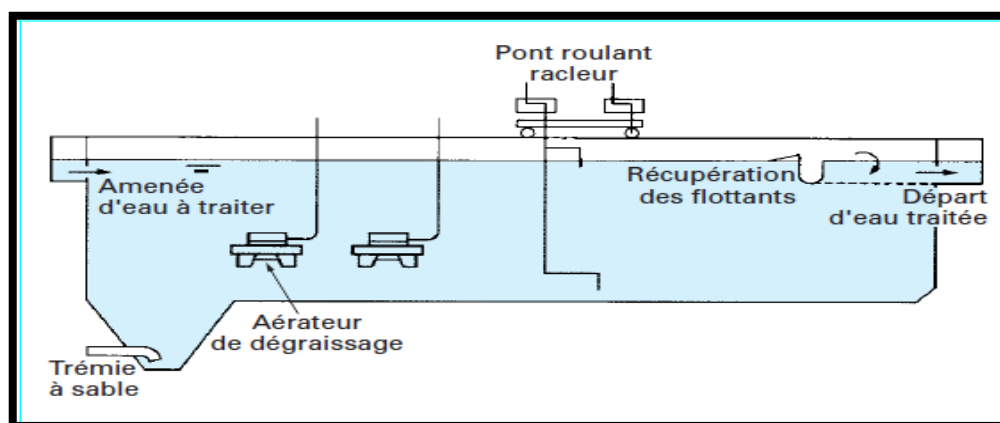 Pont roulant
racleur
Amenée
d'eau à traiter
Récupération
des flottants
Départ
d'eau traitée
Aérateur
de dégraissage
Trémie
à sable